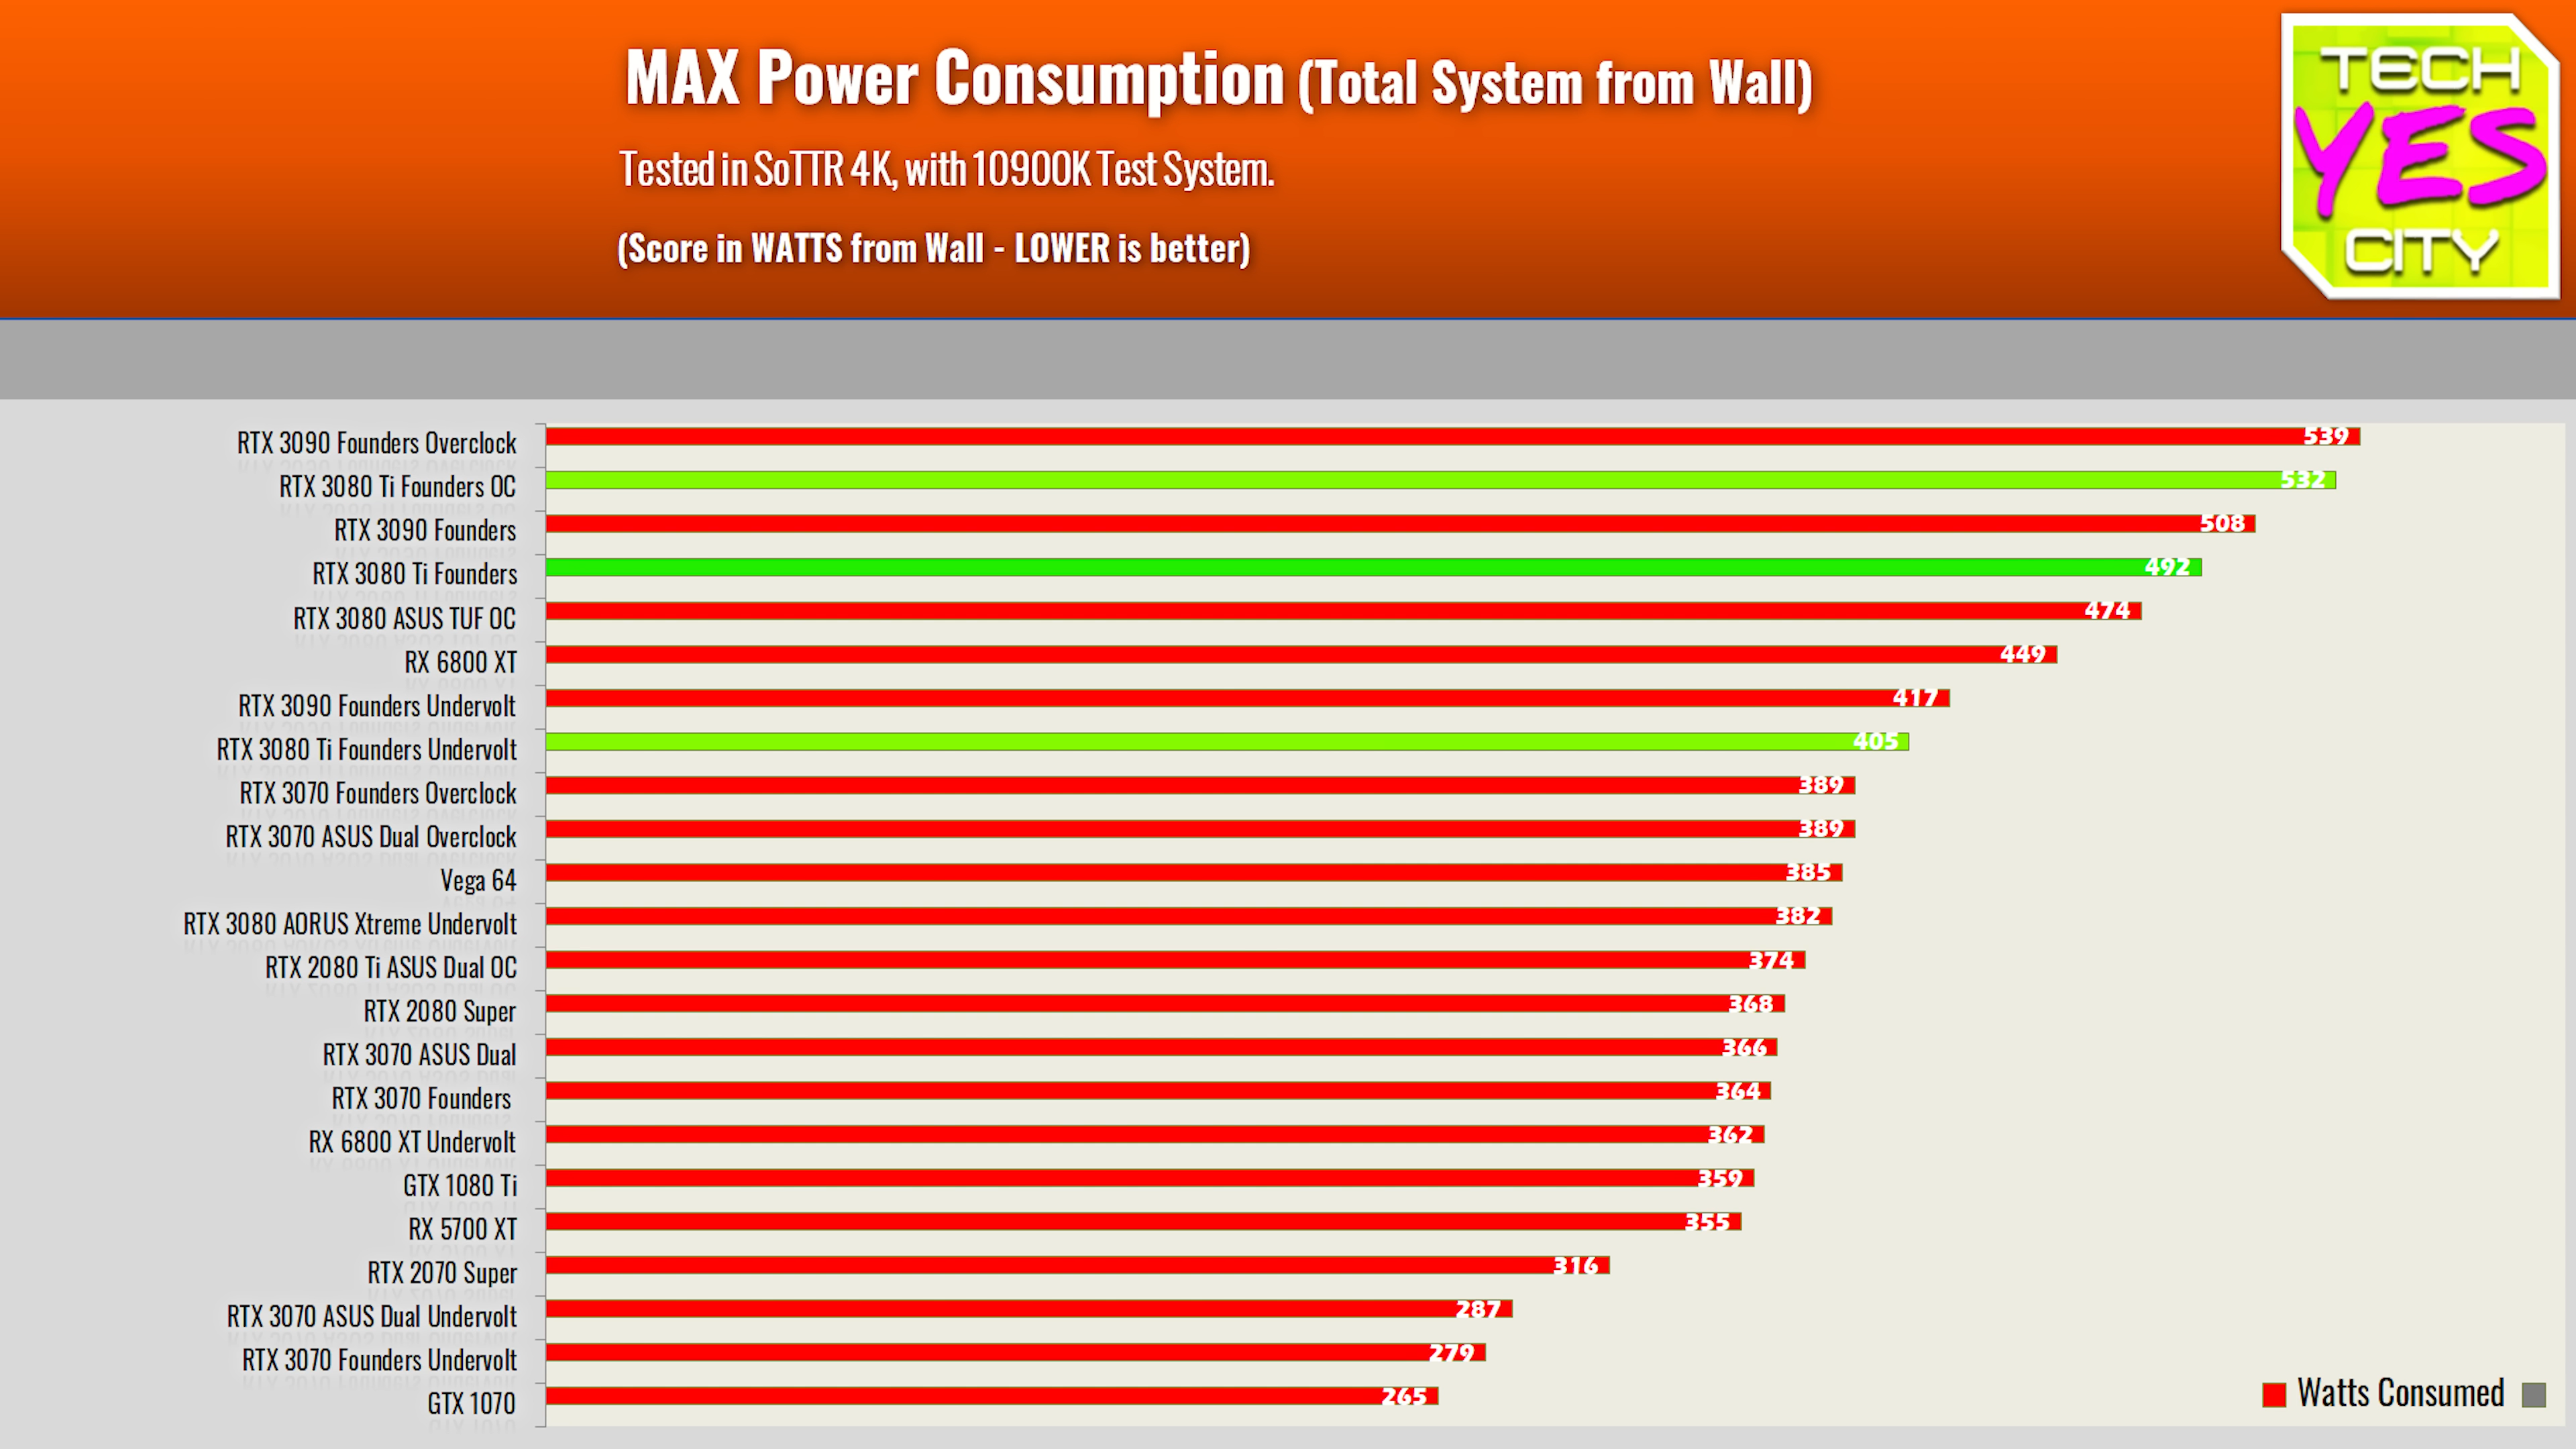 MAX Power Consumption (Total System from Wall)
Tested in SoTTR 4K, with 10900K Test System.
(Score in WATTS from Wall - LOWER is better)
TECH
YES
CITY
RTX 3090 Founders Overclock 539
RTX 3080 Ti Founders OC 532
RTX 3090 Founders 508
RTX 3080 Ti Founders 492
RTX 3080 ASUS TUF OC 474
RX 6800 XT 449
RTX 3090 Founders Undervolt 417
RTX 3080 Ti Founders Undervolt 405
RTX 3070 Founders Overclock 389
RTX 3070 ASUS Dual Overclock 389
Vega 64 385
RTX 3080 AORUS Xtreme Undervolt 382
RTX 2080 Ti ASUS Dual OC 374
RTX 2080 Super 368
RTX 3070 ASUS Dual 366
RTX 3070 Founders 364
RX 6800 XT Undervolt 362
GTX 1080 Ti 359
RX 5700 XT 355
RTX 2070 Super 316
RTX 3070 ASUS Dual Undervolt 287
RTX 3070 Founders Undervolt 279
GTX 1070 265
Watts Consumed